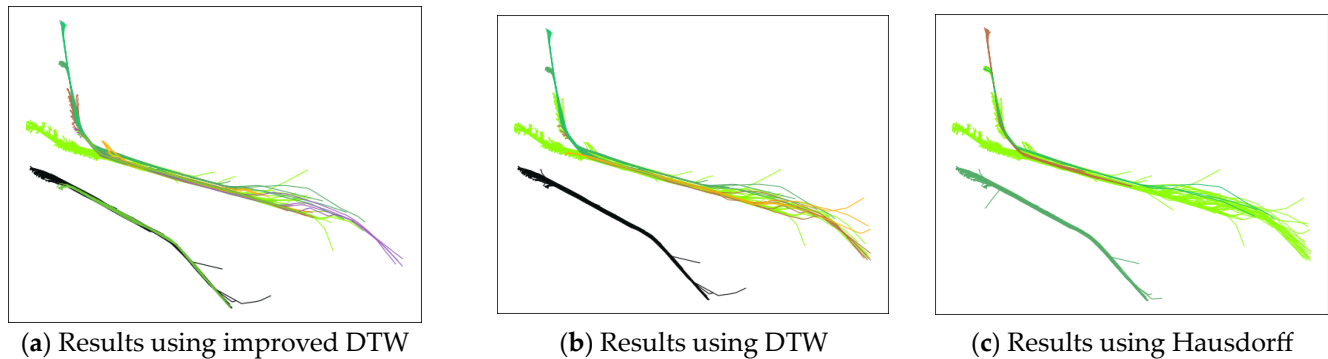 (a) Results using improved DTW
(b) Results using DTW
(c) Results using Hausdorff